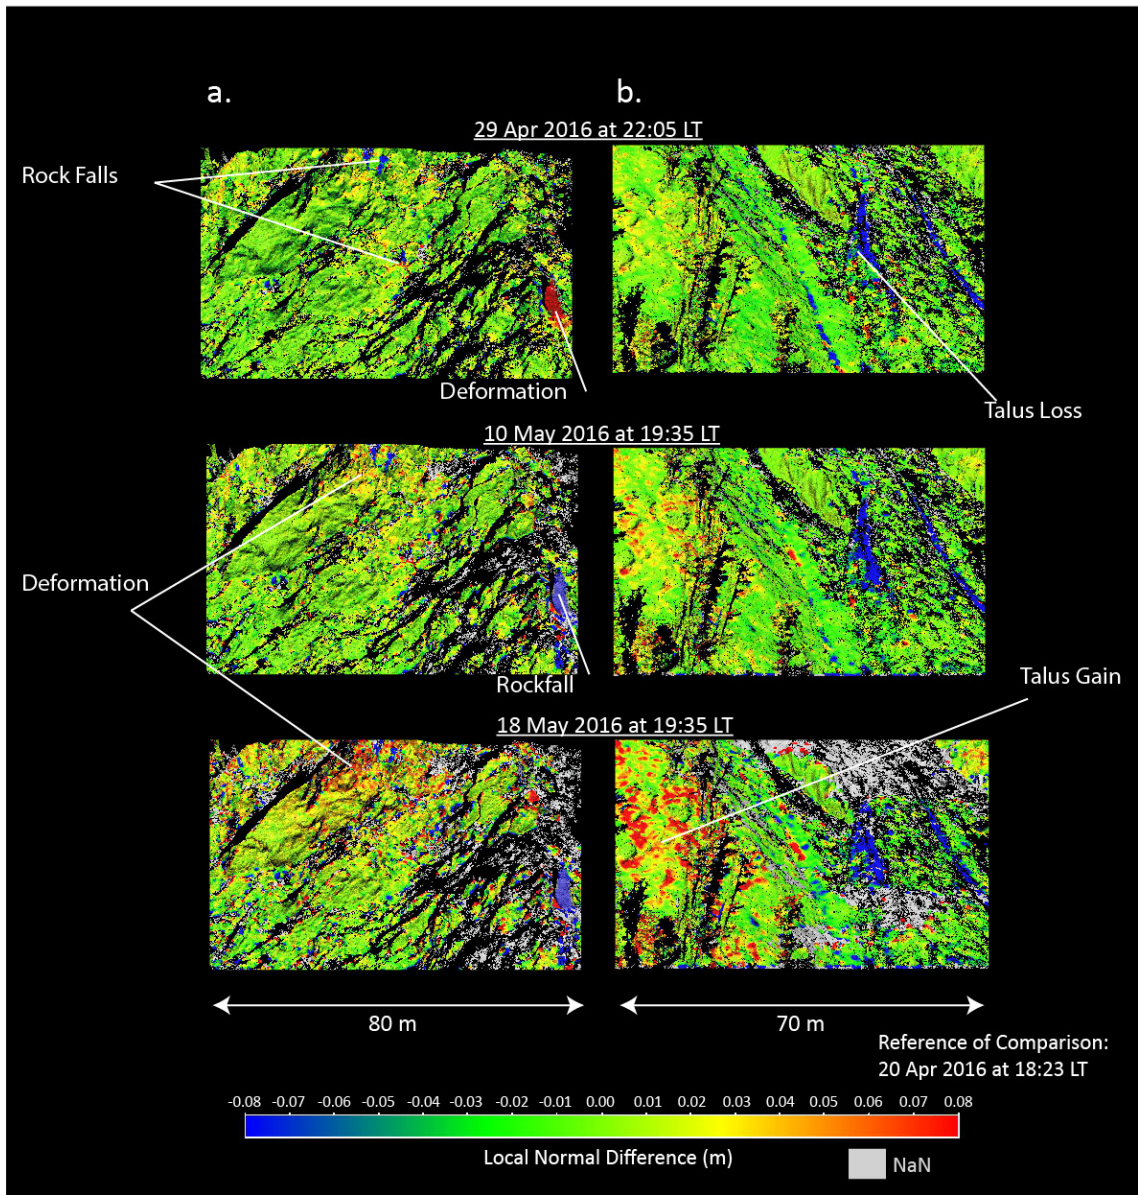 a.
b.
29 Apr 2016 at 22:05 LT
Rock Falls
Deformation
Talus Loss
10 May 2016 at 19:35 LT
Deformation
Rockfall
Talus Gain
18 May 2016 at 19:35 LT
80 m
70 m
Reference of Comparison:
20 Apr 2016 at 18:23 LT
-0.08 -0.07 -0.06 -0.05 -0.04 -0.03 -0.02 -0.01 0.00 0.01 0.02 0.03 0.04 0.05 0.06 0.07 0.08
Local Normal Difference (m)
NaN